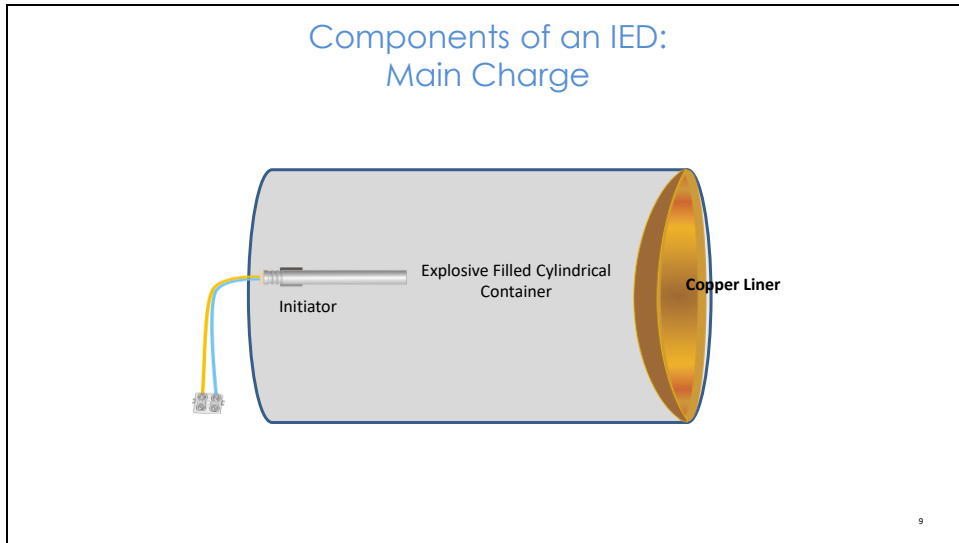 Components of an IED:
Main Charge
Explosive Filled Cylindrical
Container
Copper Liner
Initiator
9